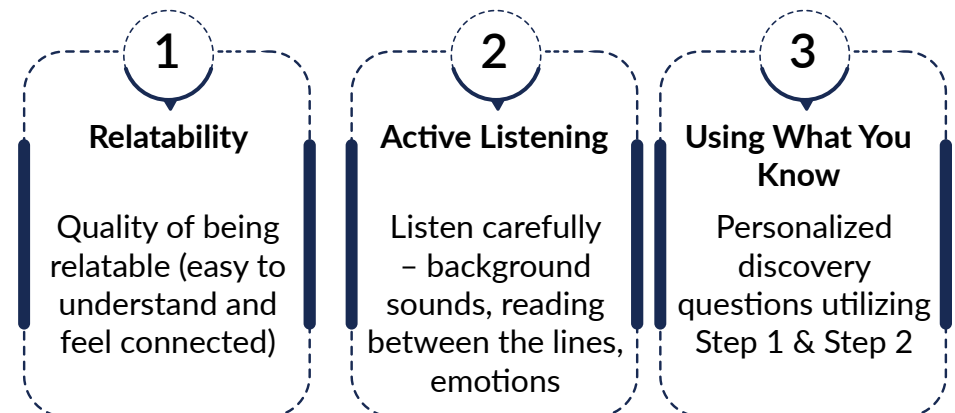 1
Relatability
Quality of being
relatable (easy to
understand and
feel connected)
2
Active Listening
Listen carefully
– background
sounds, reading
between the lines,
emotions
3
Using What You
Know
Personalized
discovery
questions utilizing
Step 1 & Step 2